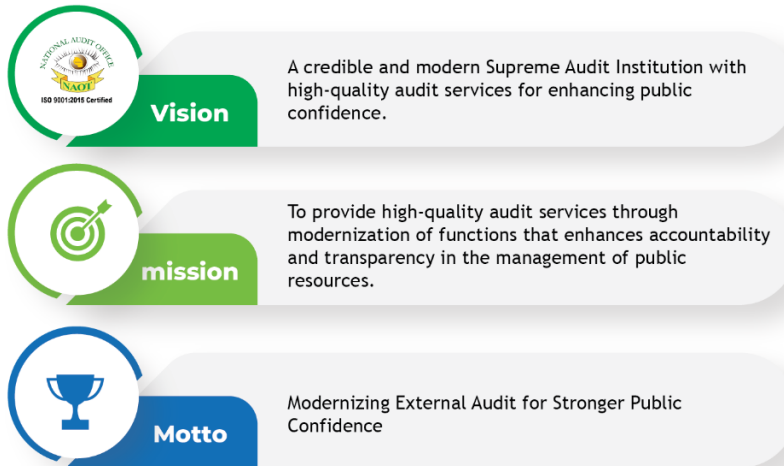 NATIONAL AUDIT OFFICE
NAOT
ISO 9001:2015 Certified
Vision
A credible and modern Supreme Audit Institution with
high-quality audit services for enhancing public
confidence.
mission
To provide high-quality audit services through
modernization of functions that enhances accountability
and transparency in the management of public
resources.
Motto
Modernizing External Audit for Stronger Public
Confidence